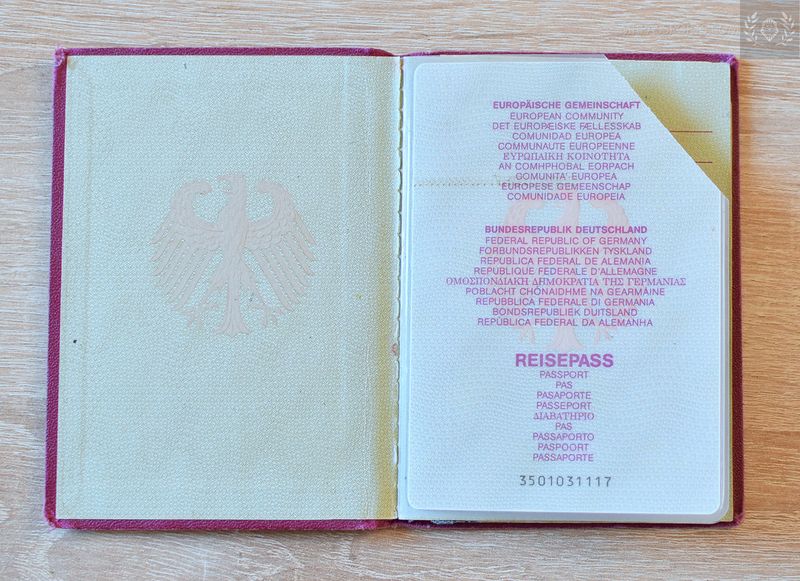 EUROPÄISCHE GEMEINSCHAFT
EUROPEAN COMMUNITY
DET EUROPÆISKE FÆLLESSKAB
COMUNIDAD EUROPEA
COMMUNAUTE EUROPEENNE
ΕΥΡΩΠΑΙΚΗ ΚΟΙΝΟΤΗΤΑ
AN COMHPHOBAL EORPACH
COMUNITA' EUROPEA
EUROPESE GEMEENSCHAP
COMUNIDADE EUROPEIA
BUNDESREPUBLIK DEUTSCHLAND
FEDERAL REPUBLIC OF GERMANY
FORBUNDSREPUBLIKKEN TYSKLAND
REPUBLICA FEDERAL DE ALEMANIA
REPUBLIQUE FEDERALE D'ALLEMAGNE
ΟΜΟΣΠΟΝΔΙΑΚΗ ΔΗΜΟΚΡΑΤΙΑ ΤΗΣ ΓΕΡΜΑΝΙΑΣ
POBLACHT CHÓNAIDHME NA GEARMÁINE
REPUBBLICA FEDERALE DI GERMANIA
BONDSREPUBLIEK DUITSLAND
REPÚBLICA FEDERAL DA ALEMANHA
REISEPASS
PASSPORT
PAS
PASAPORTE
PASSEPORT
ΔΙΑΒΑΤΗΡΙΟ
PAS
PASSAPORTO
PASPOORT
PASSAPORTE
3501031117